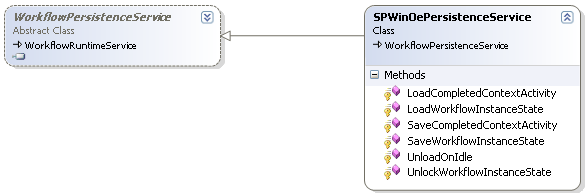 WorkflowPersistenceService
Abstract Class
WorkflowRuntimeService
SPWinOePersistenceService
Class
WorkflowPersistenceService
Methods
LoadCompletedContextActivity
LoadWorkflowInstanceState
SaveCompletedContextActivity
SaveWorkflowInstanceState
UnloadOnIdle
UnlockWorkflowInstanceState